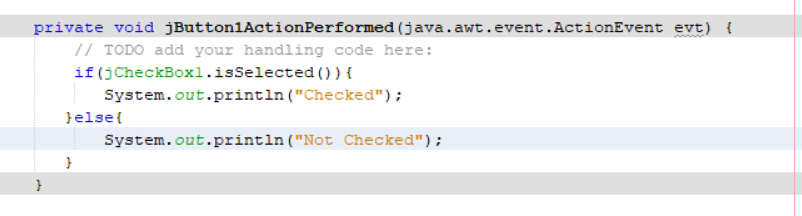 private void jButton1ActionPerformed(java.awt.event.ActionEvent evt) {
// TODO add your handling code here:
if(jCheckBox1.isSelected()){
System.out.println("Checked");
}else{
System.out.println("Not Checked");
}
}